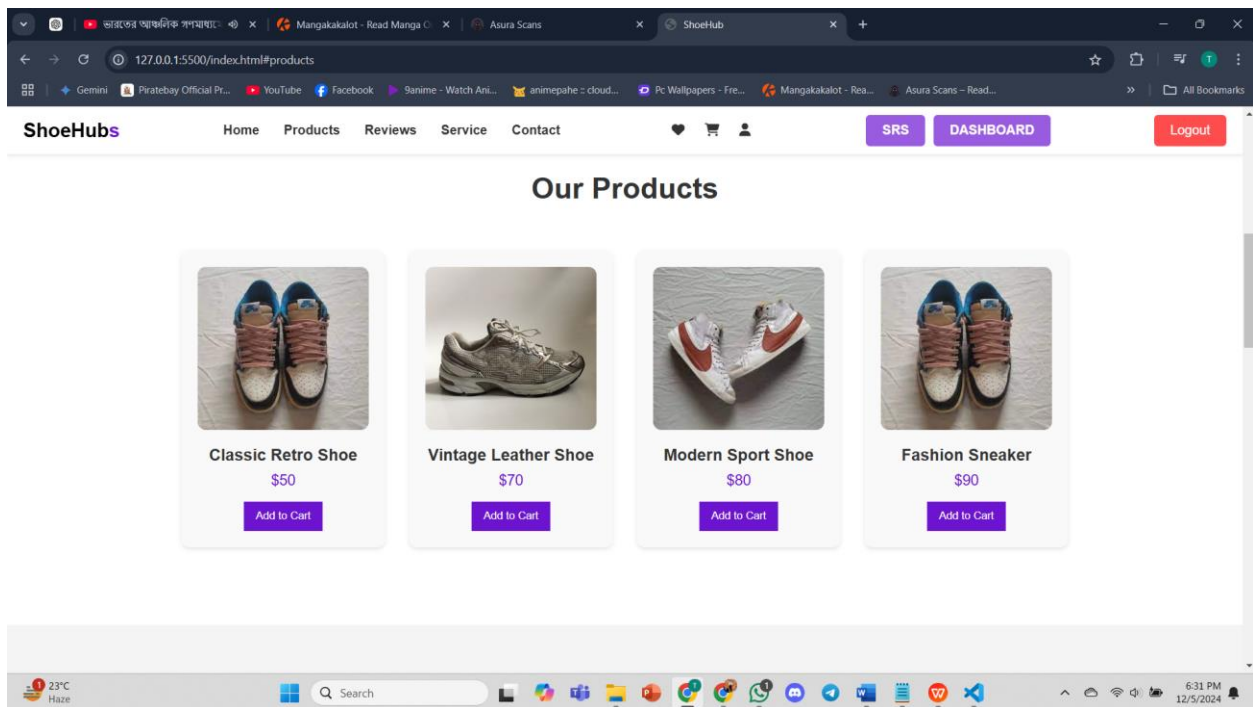 ভারতের আঞ্চলিক গণমাধ্যমে
Mangakakalot - Read Manga O
Asura Scans
ShoeHub
127.0.0.1:5500/index.html#products
T
Gemini
Piratebay Official Pr...
YouTube
Facebook
9anime - Watch Ani...
animepahe :: cloud...
Pc Wallpapers - Fre...
Mangakakalot - Rea...
Asura Scans – Read...
All Bookmarks
ShoeHubs
Home Products Reviews Service Contact
SRS DASHBOARD
Logout
Our Products
Classic Retro Shoe
$50
Add to Cart
Vintage Leather Shoe
$70
Add to Cart
Modern Sport Shoe
$80
Add to Cart
Fashion Sneaker
$90
Add to Cart
1
23°C
Haze
Search
1
6:31 PM
12/5/2024